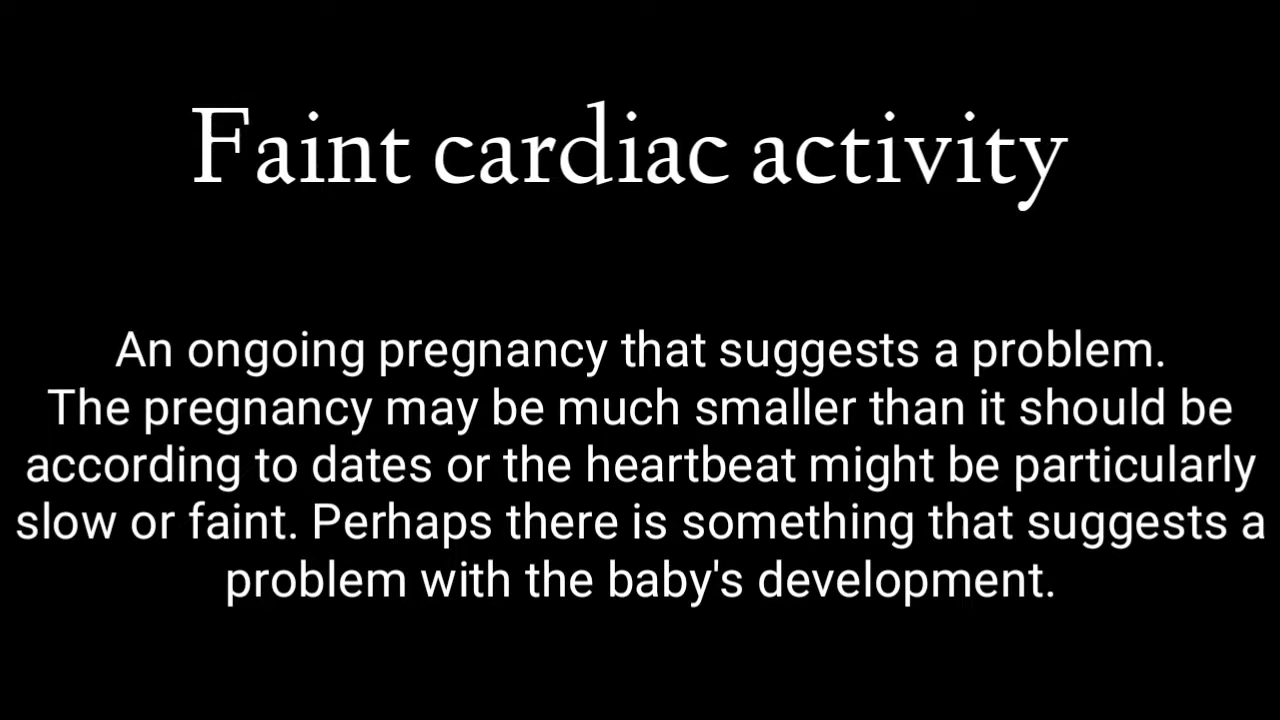 Faint cardiac activity
An ongoing pregnancy that suggests a problem.
The pregnancy may be much smaller than it should be
according to dates or the heartbeat might be particularly
slow or faint. Perhaps there is something that suggests a
problem with the baby's development.